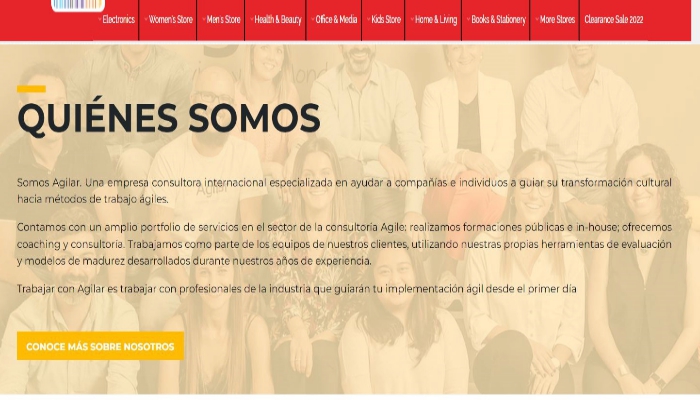 Electronics Women's Store Men's Store Health & Beauty Office & Media Kids Store Home & Living Books & Stationery More Stores Clearance Sale 2022
QUIÉNES SOMOS
Somos Agilar. Una empresa consultora internacional especializada en ayudar a compañías e individuos a guiar su transformación cultural
hacia métodos de trabajo ágiles.
Contamos con un amplio portfolio de servicios en el sector de la consultoría Agile: realizamos formaciones públicas e in-house; ofrecemos
coaching y consultoría. Trabajamos como parte de los equipos de nuestros clientes, utilizando nuestras propias herramientas de evaluación
y modelos de madurez desarrollados durante nuestros años de experiencia.
Trabajar con Agilar es trabajar con profesionales de la industria que guiarán tu implementación ágil desde el primer día
CONOCE MÁS SOBRE NOSOTROS